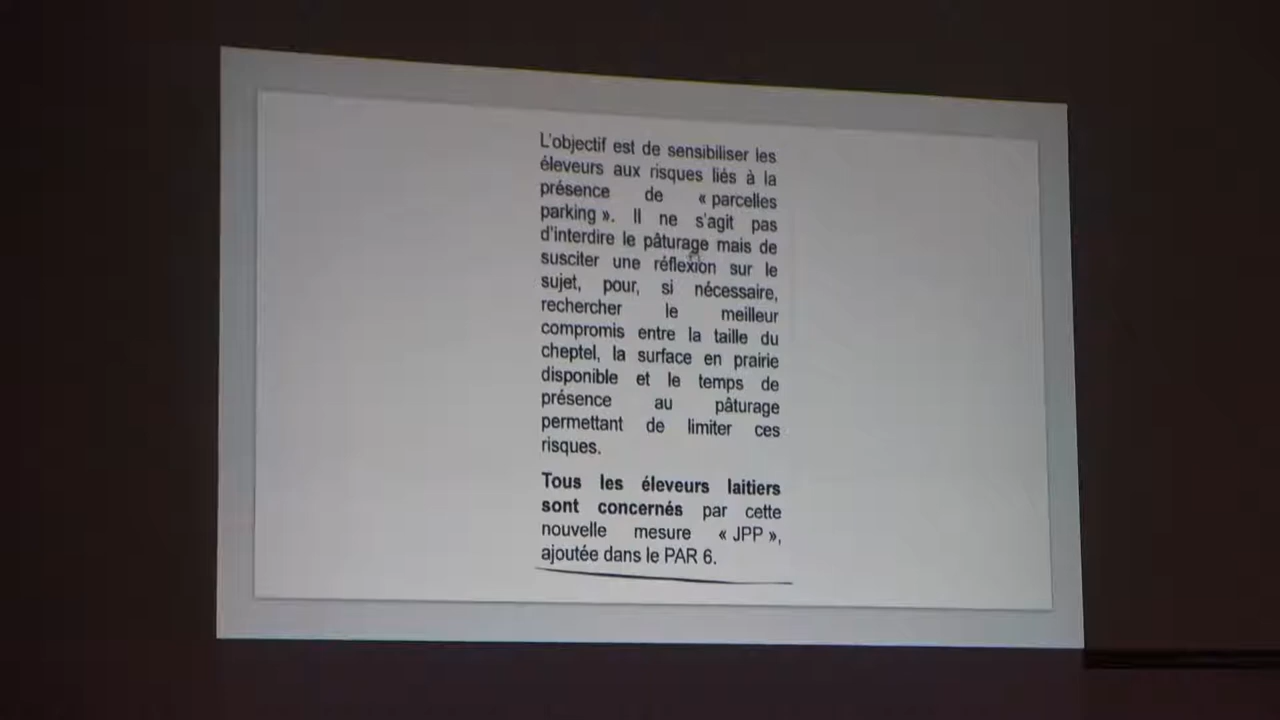 L'objectif est de sensibiliser les
éleveurs aux risques liés à la
présence de « parcelles
parking ». Il ne s'agit pas
d'interdire le pâturage mais de
susciter une réflexion sur le
sujet, pour, si nécessaire,
rechercher le meilleur
compromis entre la taille du
cheptel, la surface en prairie
disponible et le temps de
présence au pâturage
permettant de limiter ces
risques.
Tous les éleveurs laitiers
sont concernés par cette
nouvelle mesure « JPP »,
ajoutée dans le PAR 6.